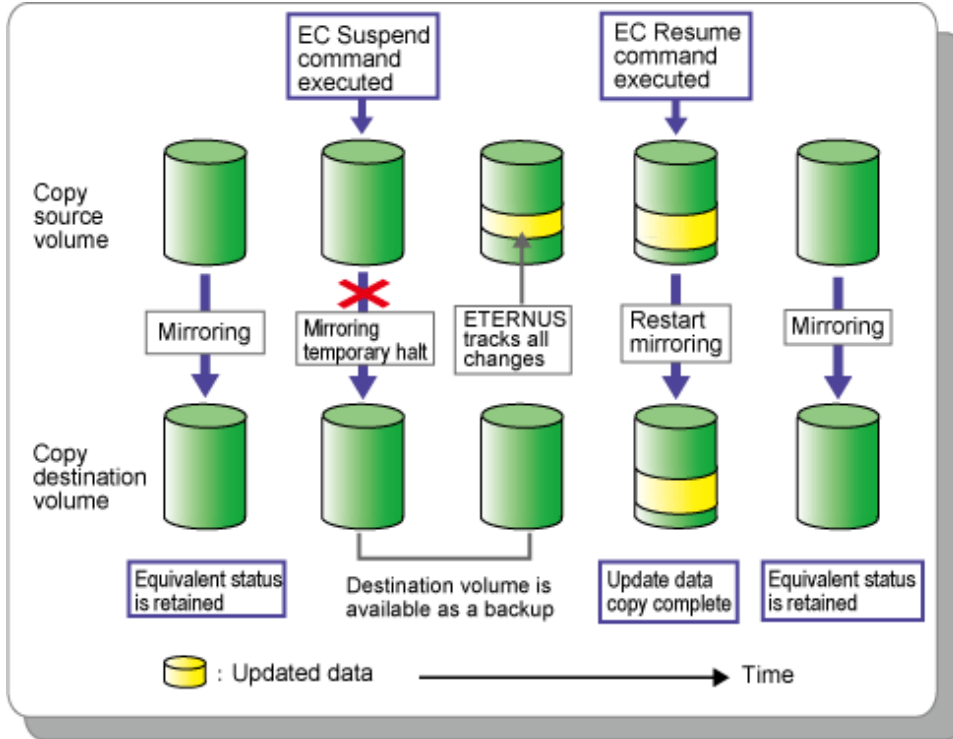 EC Suspend
command
executed
EC Resume
command
executed
Copy
source
volume
Mirroring
Mirroring
temporary halt
ETERNUS
tracks all
changes
Restart
mirroring
Mirroring
Copy
destination
volume
Equivalent status
is retained
Destination volume is
available as a backup
Update data
copy complete
Equivalent status
is retained
: Updated data
Time